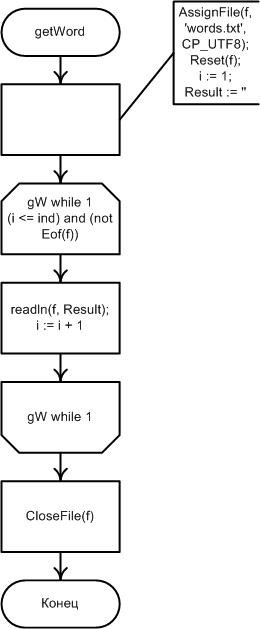 getWord
AssignFile(f,
'words.txt',
CP_UTF8);
Reset(f);
i := 1;
Result := ''
gW while 1
(i <= ind) and (not
Eof(f))
readln(f, Result);
i := i + 1
gW while 1
CloseFile(f)
Конец